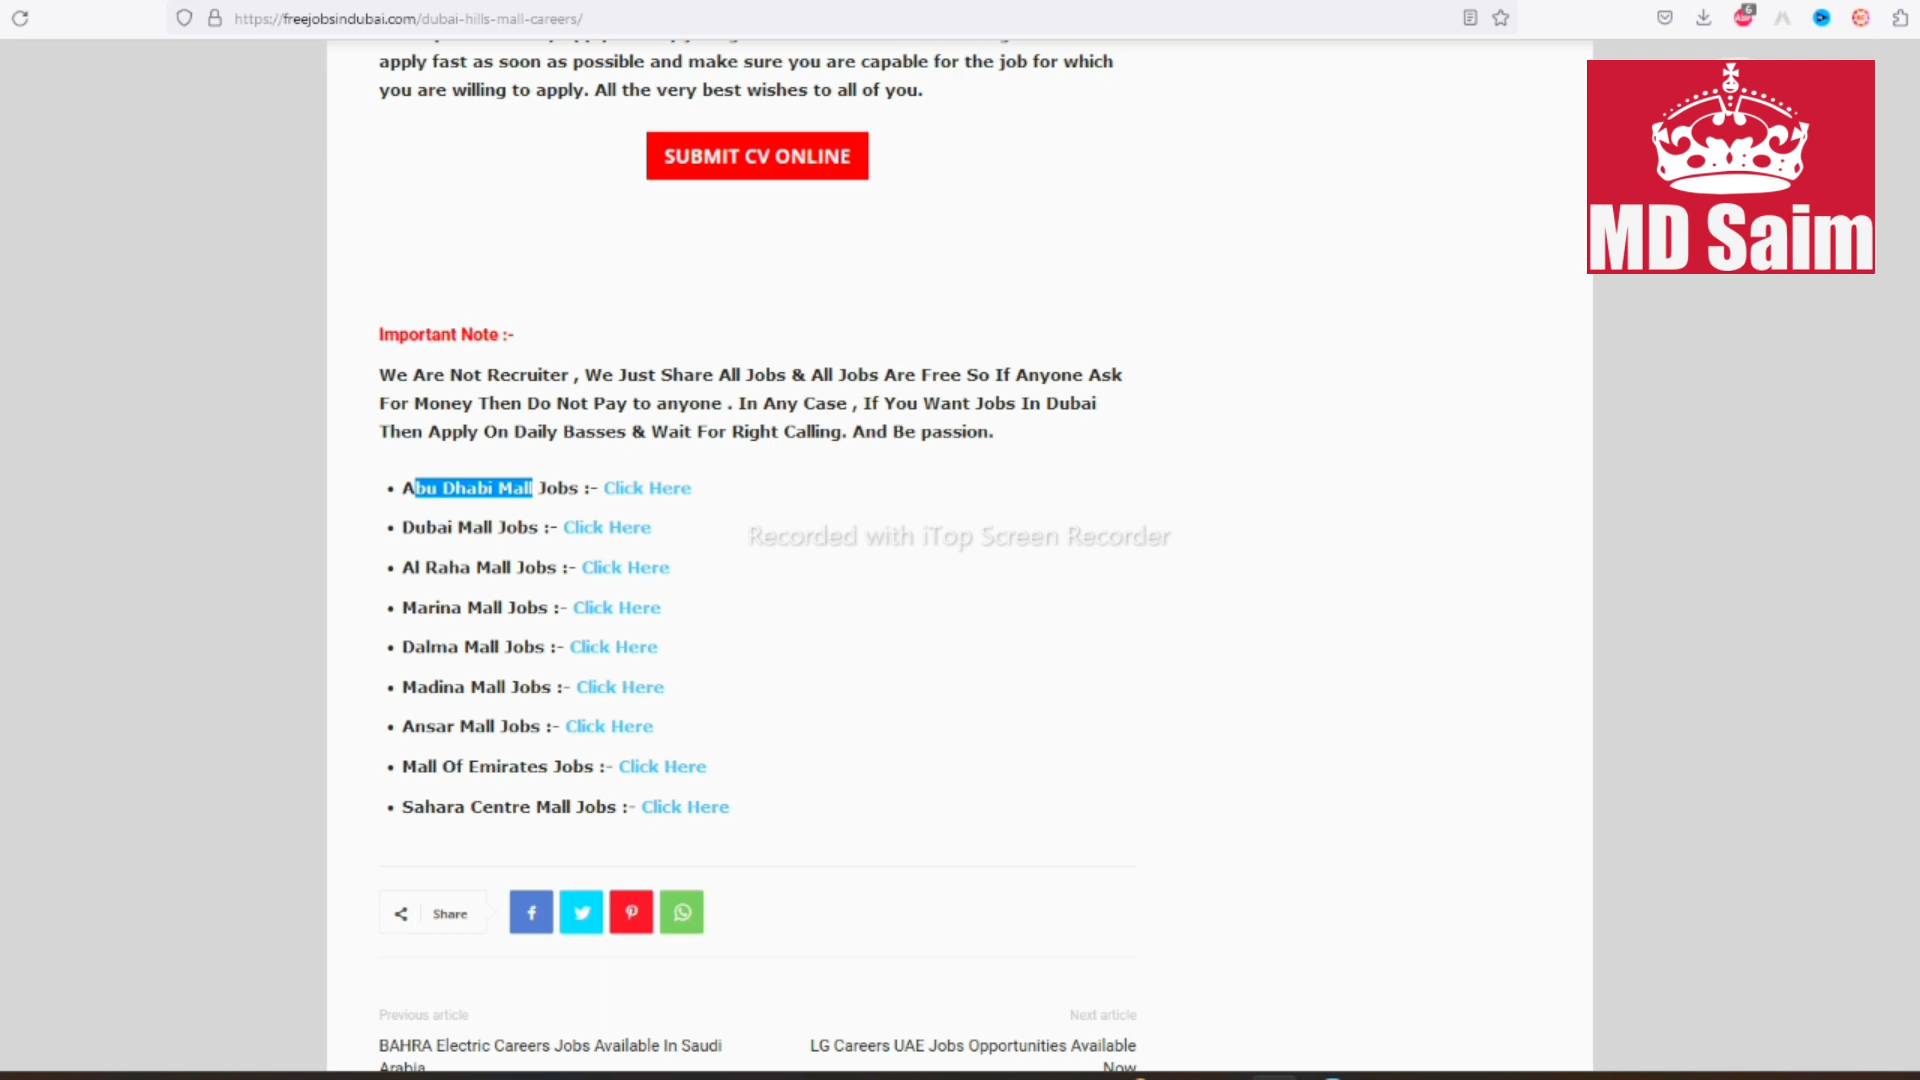 https://freejobsindubai.com/dubai-hills-mall-careers/
6
apply fast as soon as possible and make sure you are capable for the job for which
you are willing to apply. All the very best wishes to all of you.
SUBMIT CV ONLINE
MD Saim
Important Note :-
We Are Not Recruiter , We Just Share All Jobs & All Jobs Are Free So If Anyone Ask
For Money Then Do Not Pay to anyone . In Any Case , If You Want Jobs In Dubai
Then Apply On Daily Basses & Wait For Right Calling. And Be passion.
• Abu Dhabi Mall Jobs :- Click Here
• Dubai Mall Jobs :- Click Here
Recorded with iTop Screen Recorder
• Al Raha Mall Jobs :- Click Here
• Marina Mall Jobs :- Click Here
• Dalma Mall Jobs :- Click Here
• Madina Mall Jobs :- Click Here
• Ansar Mall Jobs :- Click Here
• Mall Of Emirates Jobs :- Click Here
• Sahara Centre Mall Jobs :- Click Here
Share
Previous article
Next article
BAHRA Electric Careers Jobs Available In Saudi
Arabia
LG Careers UAE Jobs Opportunities Available
Now